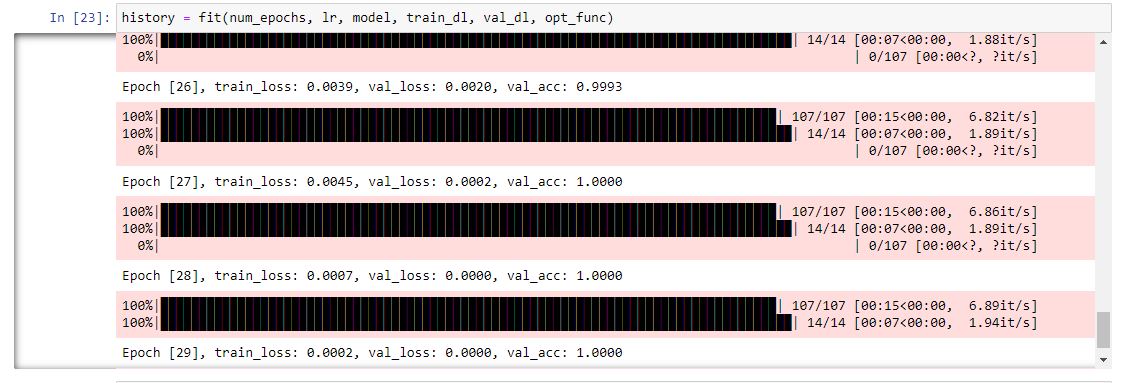 In [23]: history = fit(num_epochs, lr, model, train_dl, val_dl, opt_func)
100%| | 14/14 [00:07<00:00, 1.88it/s]
0%| | 0/107 [00:00<?, ?it/s]
Epoch [26], train_loss: 0.0039, val_loss: 0.0020, val_acc: 0.9993
100%| | 107/107 [00:15<00:00, 6.82it/s]
100%| | 14/14 [00:07<00:00, 1.89it/s]
0%| | 0/107 [00:00<?, ?it/s]
Epoch [27], train_loss: 0.0045, val_loss: 0.0002, val_acc: 1.0000
100%| | 107/107 [00:15<00:00, 6.86it/s]
100%| | 14/14 [00:07<00:00, 1.89it/s]
0%| | 0/107 [00:00<?, ?it/s]
Epoch [28], train_loss: 0.0007, val_loss: 0.0000, val_acc: 1.0000
100%| | 107/107 [00:15<00:00, 6.89it/s]
100%| | 14/14 [00:07<00:00, 1.94it/s]
Epoch [29], train_loss: 0.0002, val_loss: 0.0000, val_acc: 1.0000